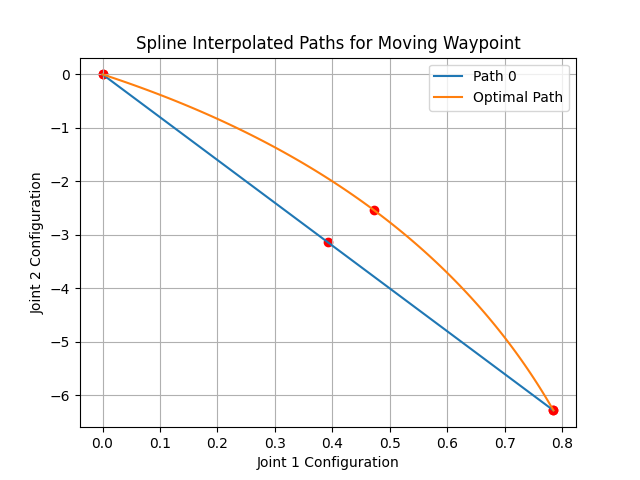 Spline Interpolated Paths for Moving Waypoint
Path 0
Optimal Path
0
−1
−2
−3
−4
−5
−6
Joint 2 Configuration
0.0 0.1 0.2 0.3 0.4 0.5 0.6 0.7 0.8
Joint 1 Configuration